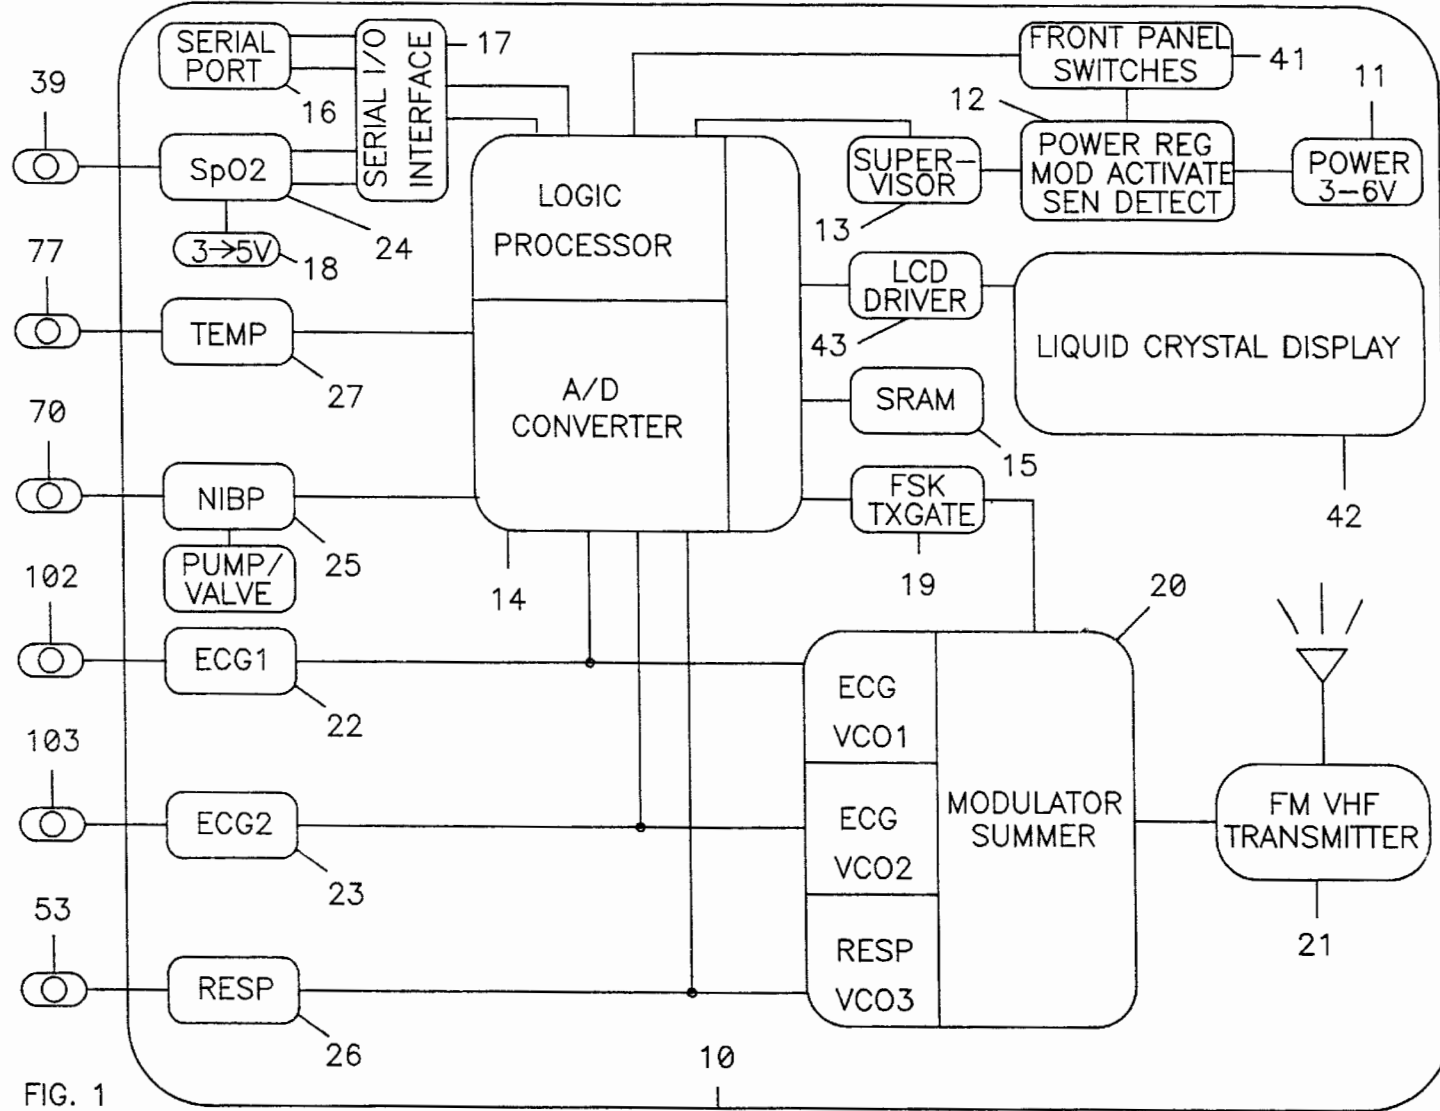 SERIAL
PORT
16
SERIAL I/O
INTERFACE
17
FRONT PANEL
SWITCHES
41
11
12
39
SpO2
24
3→5V
18
LOGIC
PROCESSOR
SUPER-
VISOR
13
POWER REG
MOD ACTIVATE
SEN DETECT
POWER
3-6V
77
TEMP
27
A/D
CONVERTER
14
LCD
DRIVER
43
LIQUID CRYSTAL DISPLAY
42
SRAM
15
70
NIBP
25
PUMP/
VALVE
FSK
TXGATE
19
20
102
ECG1
22
ECG
VCO1
103
ECG2
23
ECG
VCO2
MODULATOR
SUMMER
FM VHF
TRANSMITTER
21
53
RESP
26
RESP
VCO3
10
FIG. 1